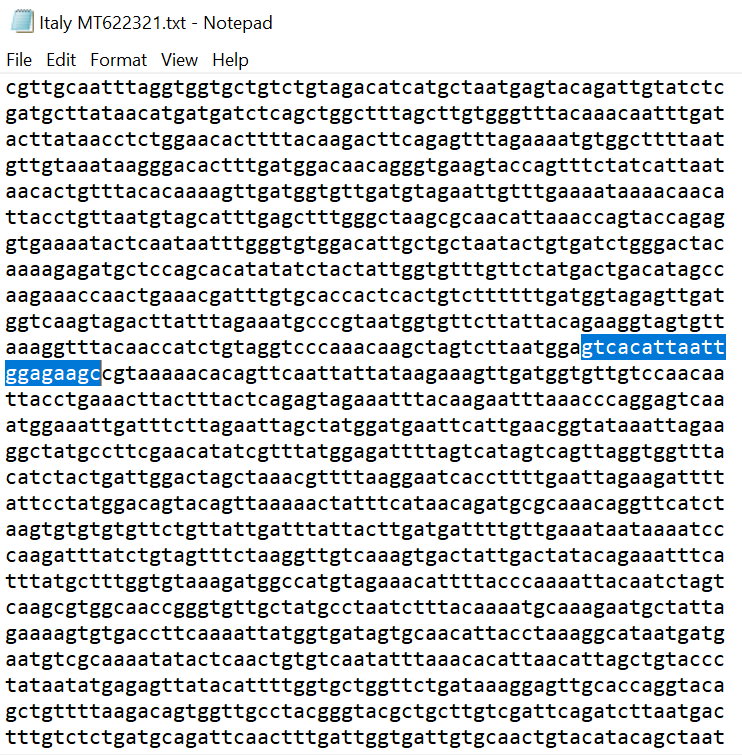 Italy MT622321.txt - Notepad
File Edit Format View Help
cgttgcaatttaggtggtgctgtctgtagacatcatgctaatgagtacagattgtatctc
gatgcttataacatgatgatctcagctggctttagcttgtgggtttacaaacaatttgat
acttataacctctggaacacttttacaagacttcagagtttagaaaatgtggcttttaat
gttgtaaataagggacactttgatggacaacagggtgaagtaccagtttctatcattaat
aacactgtttacacaaaagttgatggtgttgatgtagaattgtttgaaaataaaacaaca
ttacctgttaatgtagcatttgagctttgggctaagcgcaacattaaaccagtaccagag
gtgaaaatactcaataatttgggtgtggacattgctgctaatactgtgatctgggactac
aaaagagatgctccagcacatatatctactattggtgtttgttctatgactgacatagcc
aagaaaccaactgaaacgatttgtgcaccactcactgtcttttttgatggtagagttgat
ggtcaagtagacttatttagaaatgcccgtaatggtgttcttattacagaaggtagtgtt
aaaggtttacaaccatctgtaggtcccaaacaagctagtcttaatggagtcacattaatt
ggagaagccgtaaaaacacagttcaattattataagaaagttgatggtgttgtccaacaa
ttacctgaaacttactttactcagagtagaaatttacaagaatttaaacccaggagtcaa
atggaaattgatttcttagaattagctatggatgaattcattgaacggtataaattagaa
ggctatgccttcgaacatatcgtttatggagattttagtcatagtcagttaggtggttta
catctactgattggactagctaaacgttttaaggaatcaccttttgaattagaagatttt
attcctatggacagtacagttaaaaactatttcataacagatgcgcaaacaggttcatct
aagtgtgtgtgttctgttattgatttattacttgatgattttgttgaaataataaaatcc
caagatttatctgtagtttctaaggttgtcaaagtgactattgactatacagaaatttca
tttatgctttggtgtaaagatggccatgtagaaacattttacccaaaattacaatctagt
caagcgtggcaaccgggtgttgctatgcctaatctttacaaaatgcaaagaatgctatta
gaaaagtgtgaccttcaaaattatggtgatagtgcaacattacctaaaggcataatgatg
aatgtcgcaaaatatactcaactgtgtcaatatttaaacacattaacattagctgtaccc
tataatatgagagttatacattttggtgctggttctgataaaggagttgcaccaggtaca
gctgttttaagacagtggttgcctacgggtacgctgcttgtcgattcagatcttaatgac
tttgtctctgatgcagattcaactttgattggtgattgtgcaactgtacatacagctaat